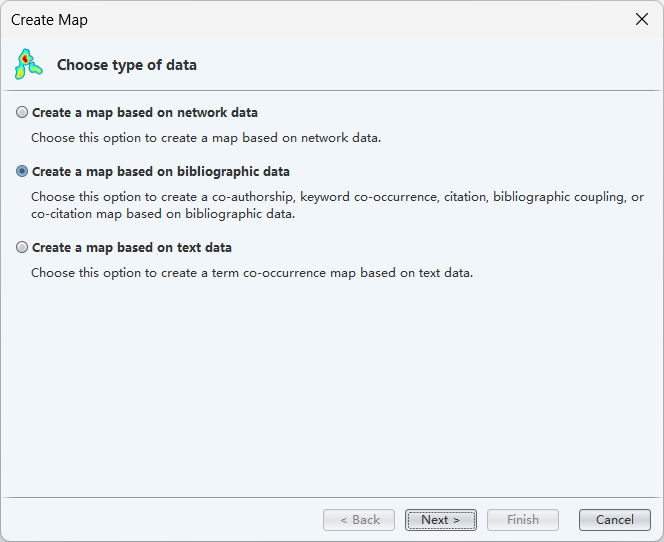 Create Map
Choose type of data
Create a map based on network data
Choose this option to create a map based on network data.
Create a map based on bibliographic data
Choose this option to create a co-authorship, keyword co-occurrence, citation, bibliographic coupling, or
co-citation map based on bibliographic data.
Create a map based on text data
Choose this option to create a term co-occurrence map based on text data.
< Back
Next >
Finish
Cancel